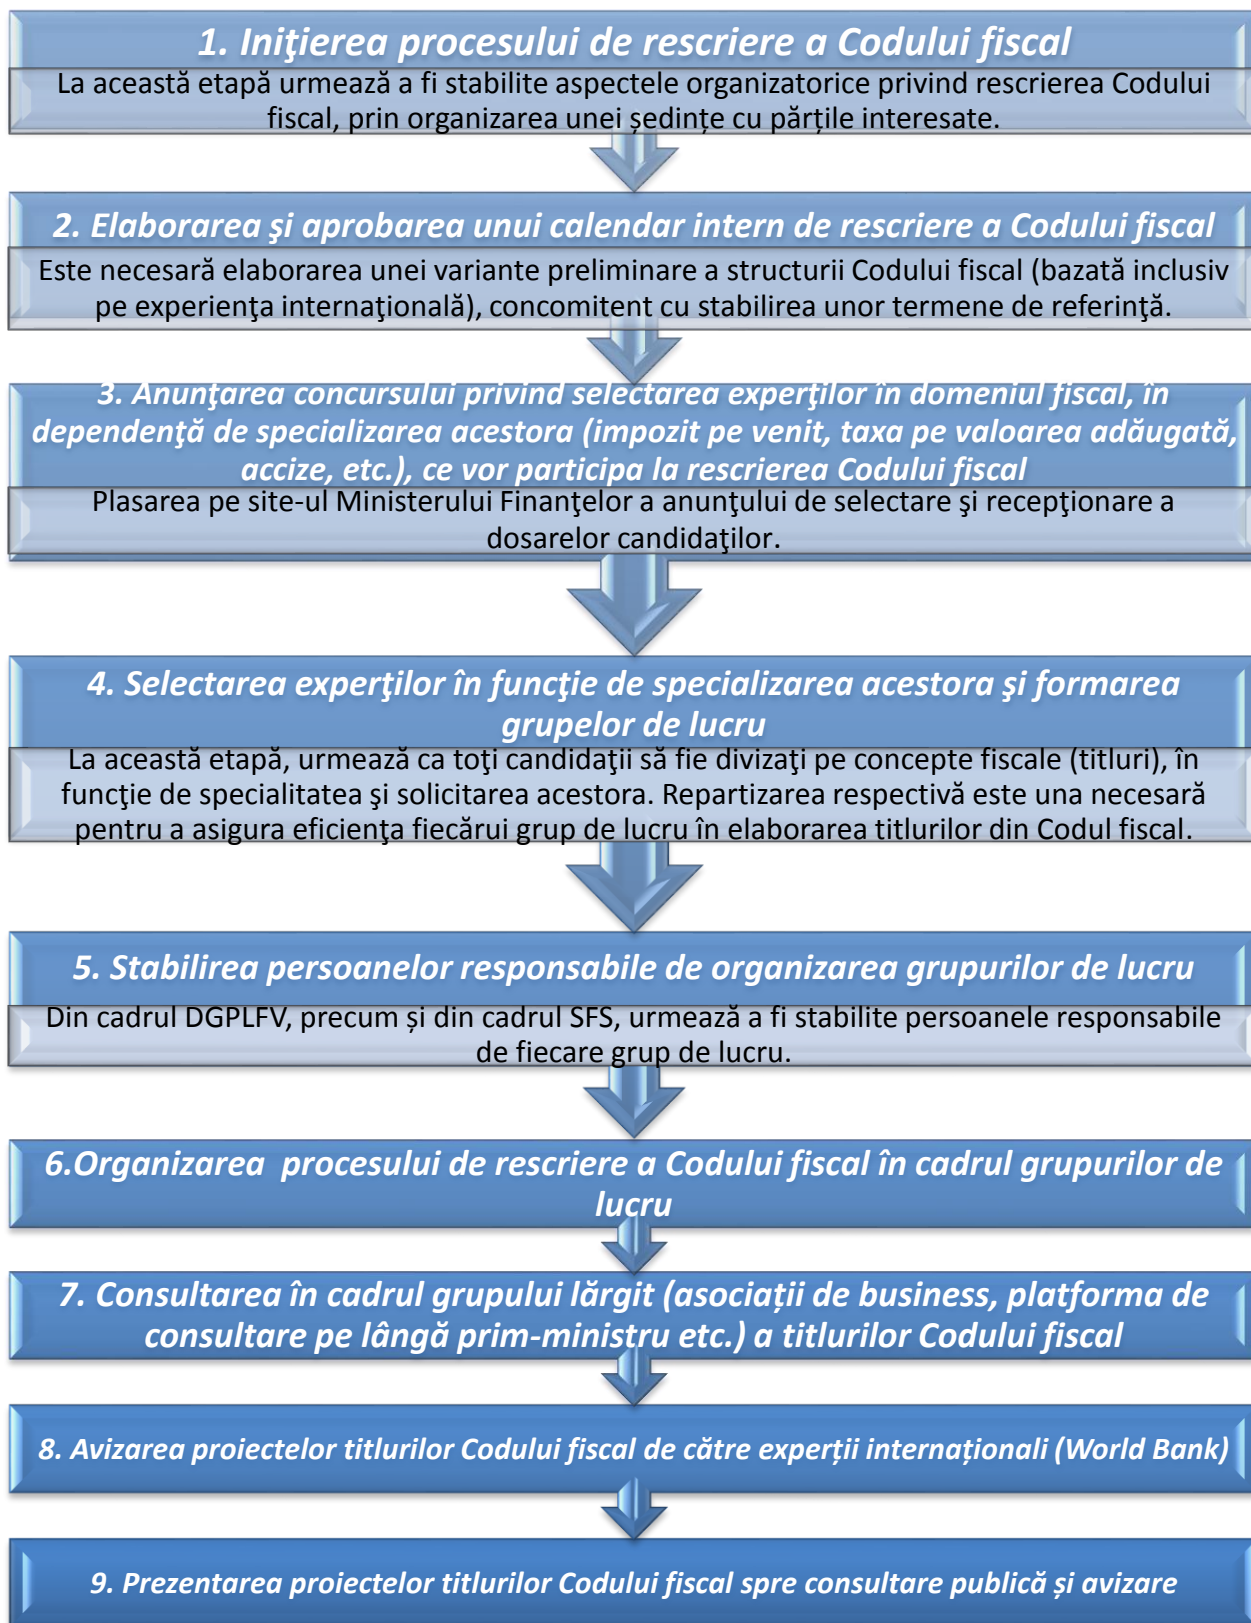 1. Iniţierea procesului de rescriere a Codului fiscal
La această etapă urmează a fi stabilite aspectele organizatorice privind rescrierea Codului
fiscal, prin organizarea unei ședințe cu părțile interesate.
2. Elaborarea şi aprobarea unui calendar intern de rescriere a Codului fiscal
Este necesară elaborarea unei variante preliminare a structurii Codului fiscal (bazată inclusiv
pe experienţa internaţională), concomitent cu stabilirea unor termene de referinţă.
3. Anunţarea concursului privind selectarea experţilor în domeniul fiscal, în
dependenţă de specializarea acestora (impozit pe venit, taxa pe valoarea adăugată,
accize, etc.), ce vor participa la rescrierea Codului fiscal
Plasarea pe site-ul Ministerului Finanţelor a anunţului de selectare şi recepţionare a
dosarelor candidaţilor.
4. Selectarea experţilor în funcţie de specializarea acestora şi formarea
grupelor de lucru
La această etapă, urmează ca toţi candidaţii să fie divizaţi pe concepte fiscale (titluri), în
funcţie de specialitatea şi solicitarea acestora. Repartizarea respectivă este una necesară
pentru a asigura eficienţa fiecărui grup de lucru în elaborarea titlurilor din Codul fiscal.
5. Stabilirea persoanelor responsabile de organizarea grupurilor de lucru
Din cadrul DGPLFV, precum și din cadrul SFS, urmează a fi stabilite persoanele responsabile
de fiecare grup de lucru.
6.Organizarea  procesului de rescriere a Codului fiscal în cadrul grupurilor de
lucru
7. Consultarea în cadrul grupului lărgit (asociații de business, platforma de
consultare pe lângă prim-ministru etc.) a titlurilor Codului fiscal
8. Avizarea proiectelor titlurilor Codului fiscal de către experții internaționali (World Bank)
9. Prezentarea proiectelor titlurilor Codului fiscal spre consultare publică și avizare